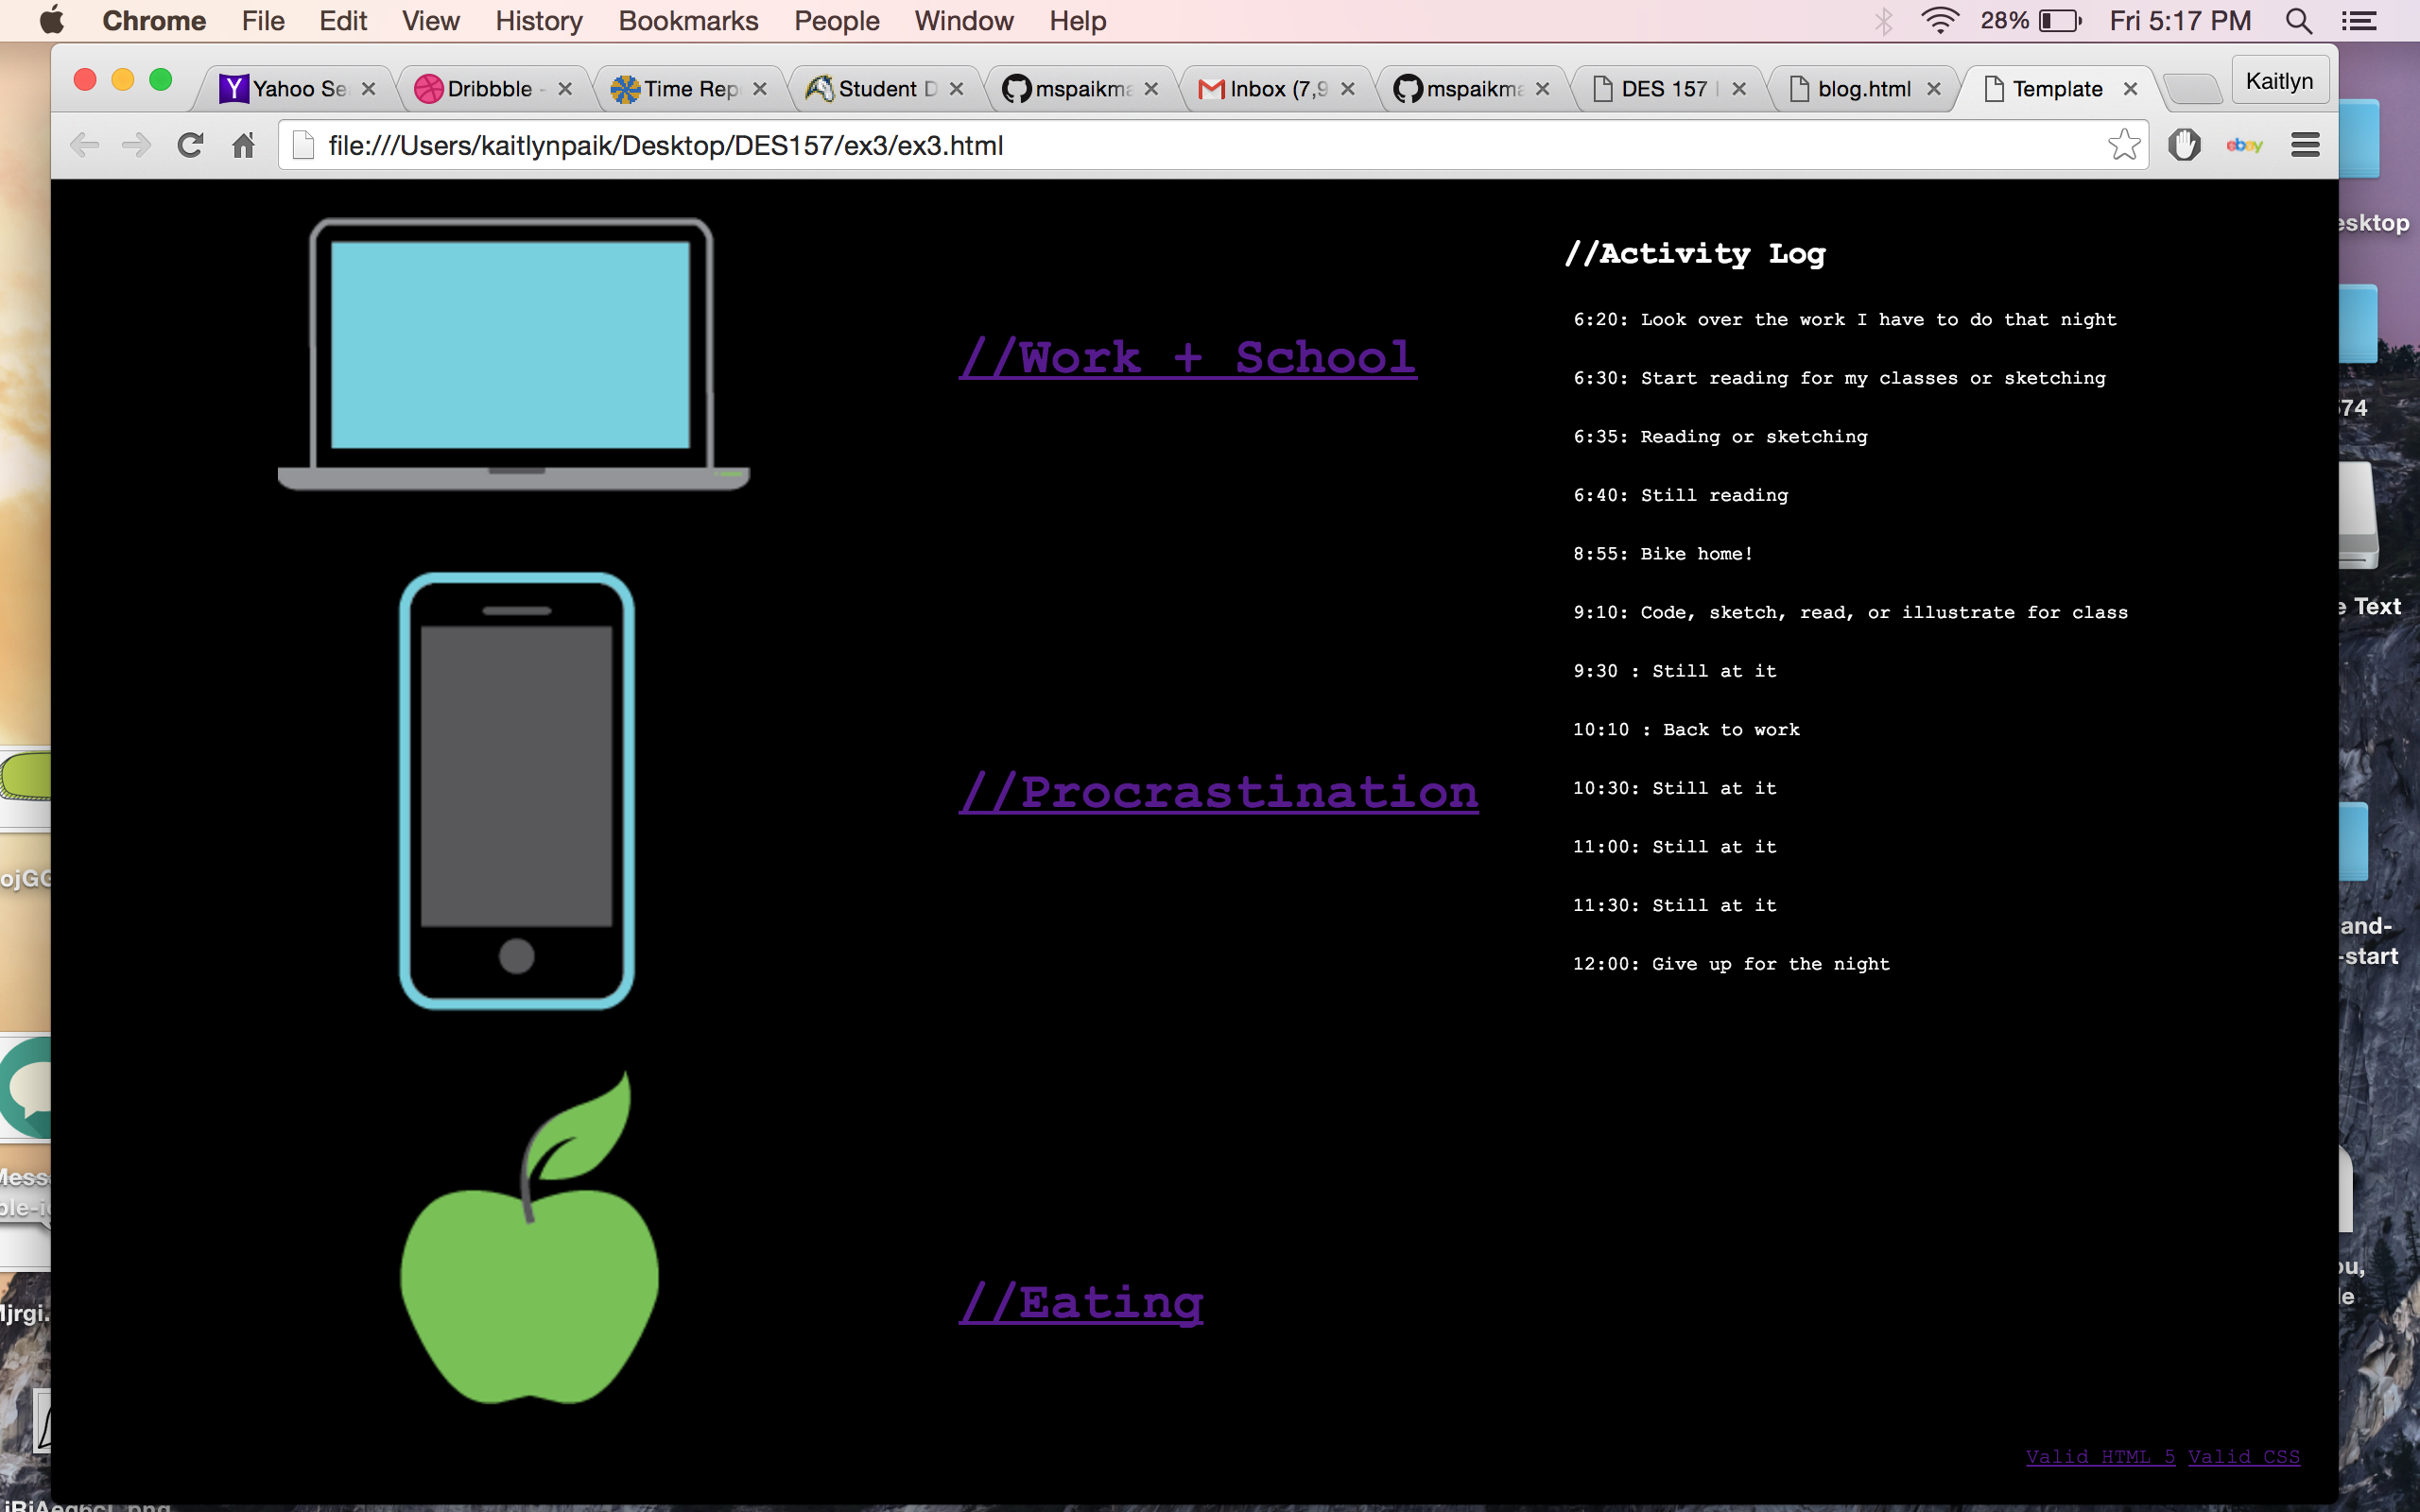 Chrome File Edit View History Bookmarks People Window Help 28% Fri 5:17 PM
Yahoo Se Dribbble - Time Rep Student D mspaikma Inbox (7,9 mspaikma DES 157 blog.html Template Kaitlyn
file:///Users/kaitlynpaik/Desktop/DES157/ex3/ex3.html ebay
//Work + School
//Procrastination
//Eating
//Activity Log
6:20: Look over the work I have to do that night
6:30: Start reading for my classes or sketching
6:35: Reading or sketching
6:40: Still reading
8:55: Bike home!
9:10: Code, sketch, read, or illustrate for class
9:30 : Still at it
10:10 : Back to work
10:30: Still at it
11:00: Still at it
11:30: Still at it
12:00: Give up for the night
Valid HTML 5 Valid CSS
esktop
574
e Text
and-
-start
ou,
le
ojGG
Mess
ble-i
Mjrgi.